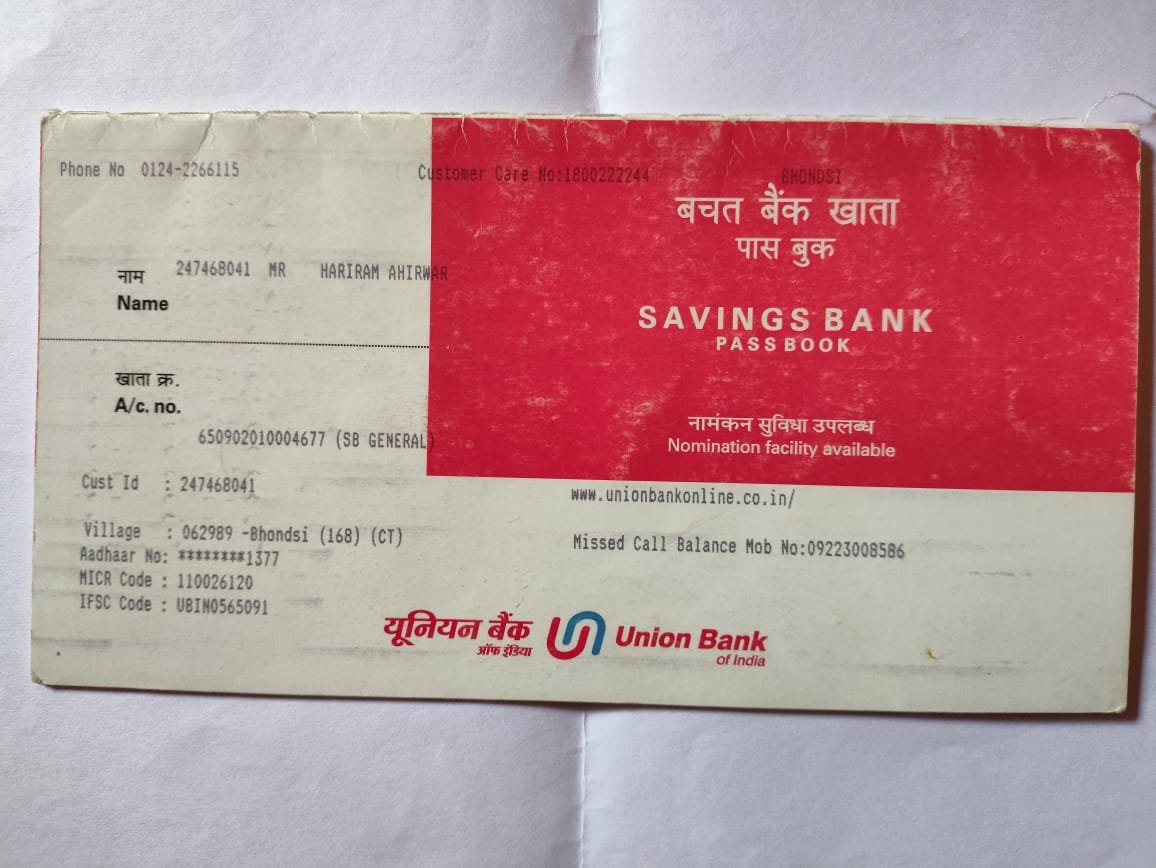 Phone No 0124-2266115 Customer Care No:1800222244 BHONDSI
बचत बैंक खाता
पास बुक
नाम 247468041 MR HARIRAM AHIRWAR
Name
SAVINGS BANK
PASS BOOK
खाता क्र.
A/c. no.
650902010004677 (SB GENERAL)
नामंकन सुविधा उपलब्ध
Nomination facility available
Cust Id : 247468041
www.unionbankonline.co.in/
Village : 062989 -Bhondsi (168) (CT)
Missed Call Balance Mob No:09223008586
Aadhaar No: ********1377
MICR Code : 110026120
IFSC Code : UBIN0565091
यूनियन बैंक
ऑफ इंडिया
Union Bank
of India